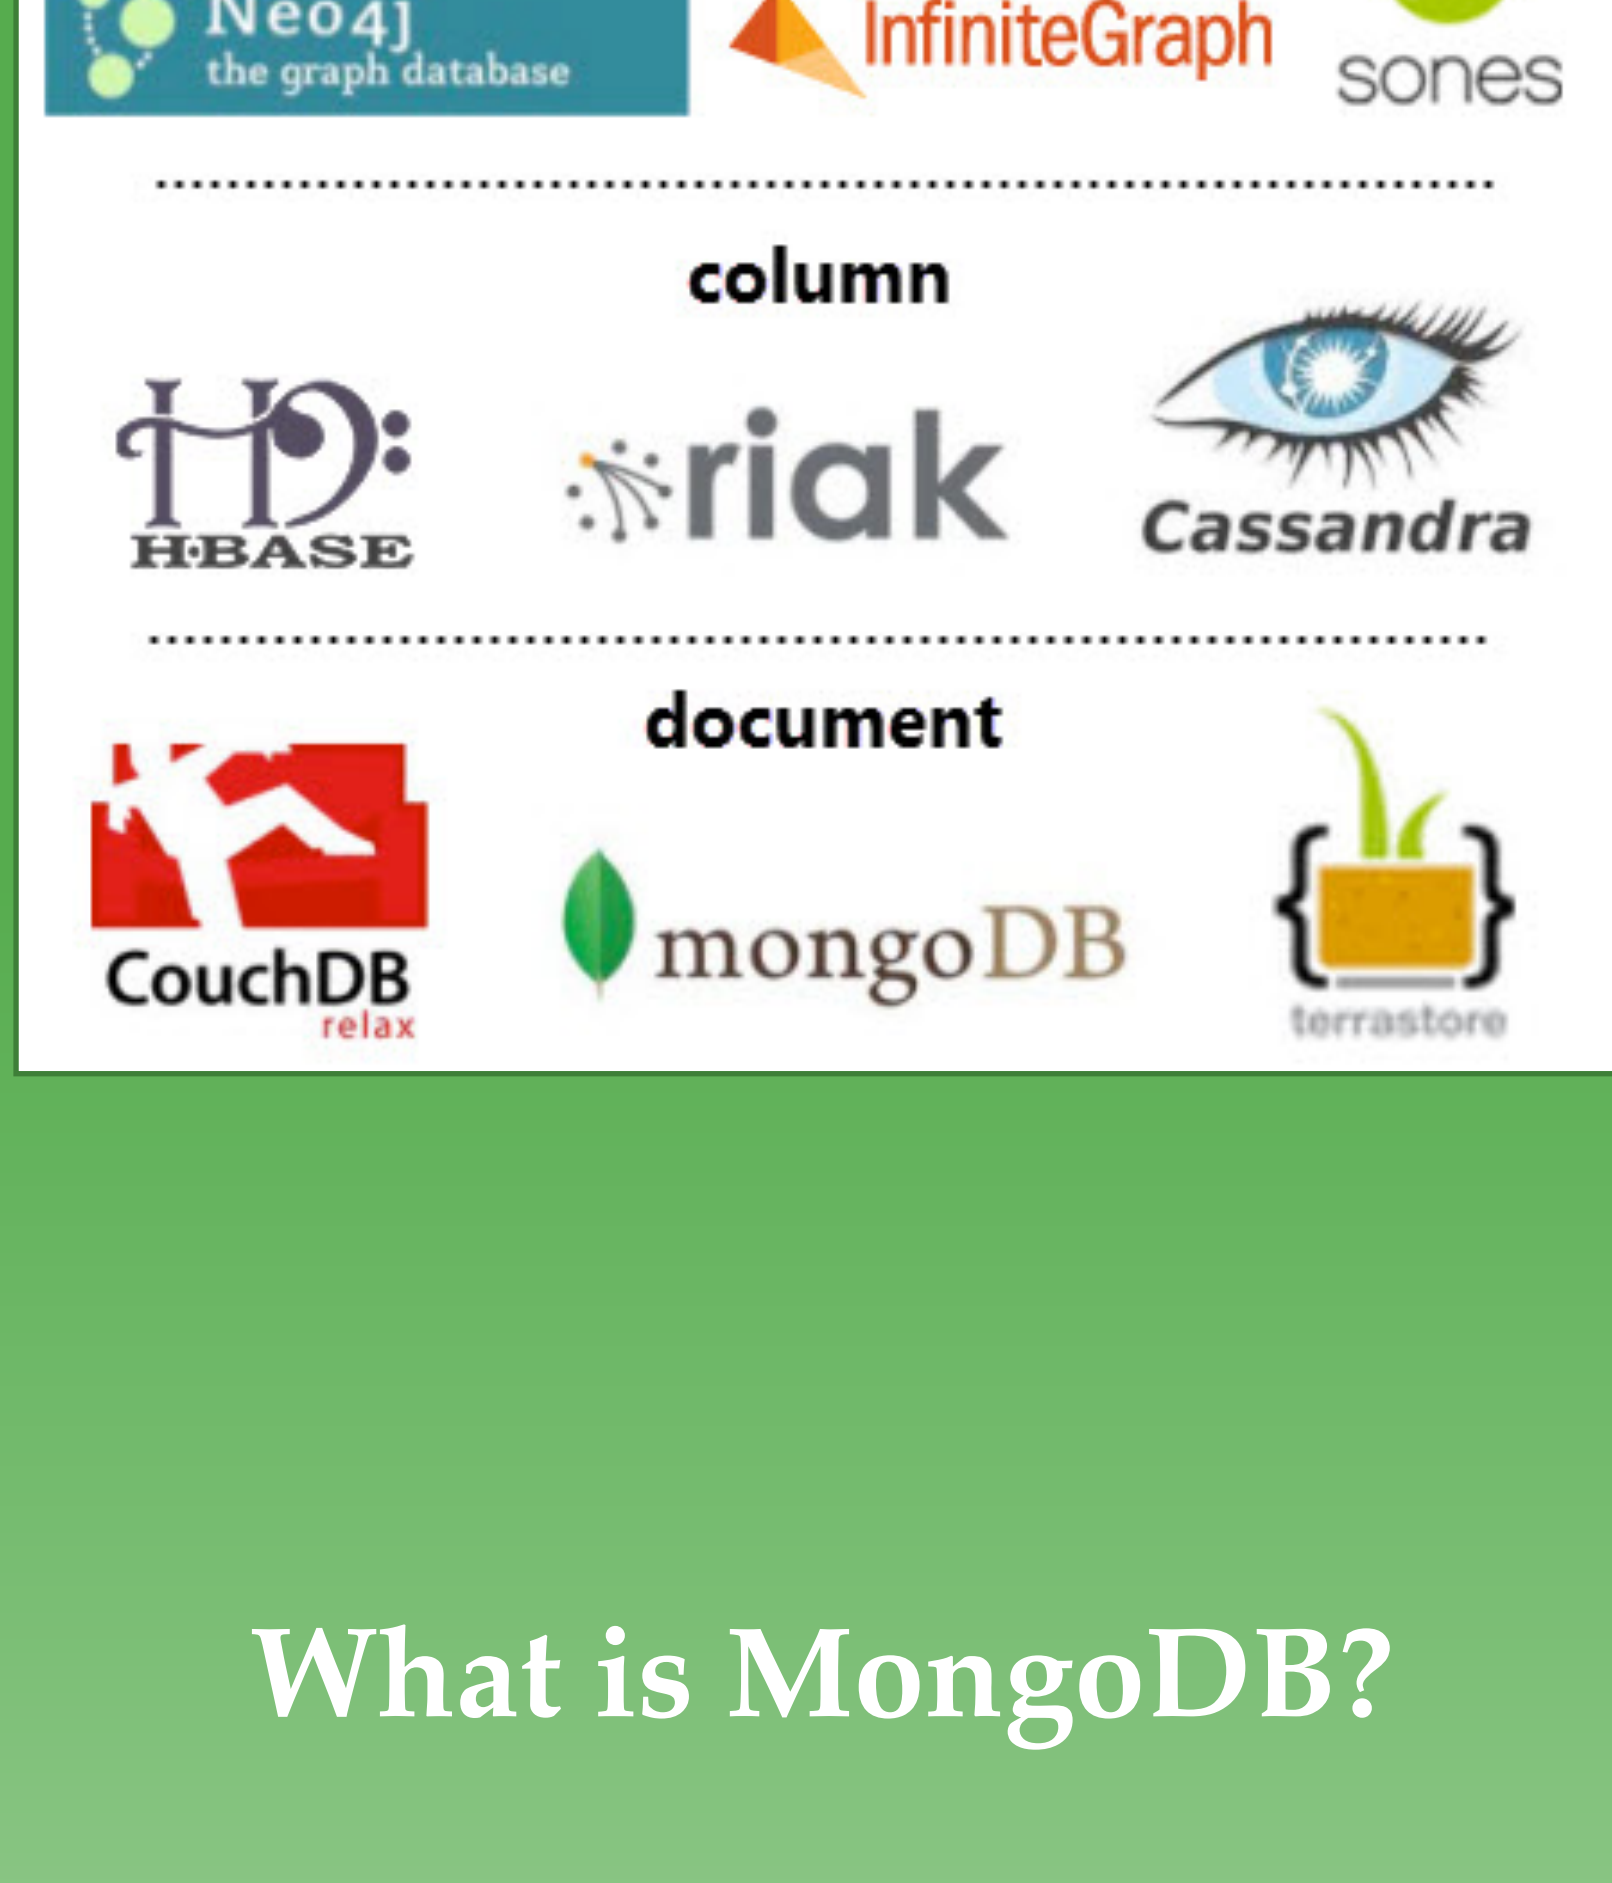 Neo4j
the graph database
InfiniteGraph
sones
column
HBASE
riak
Cassandra
document
CouchDB
relax
mongoDB
terrastore
What is MongoDB?